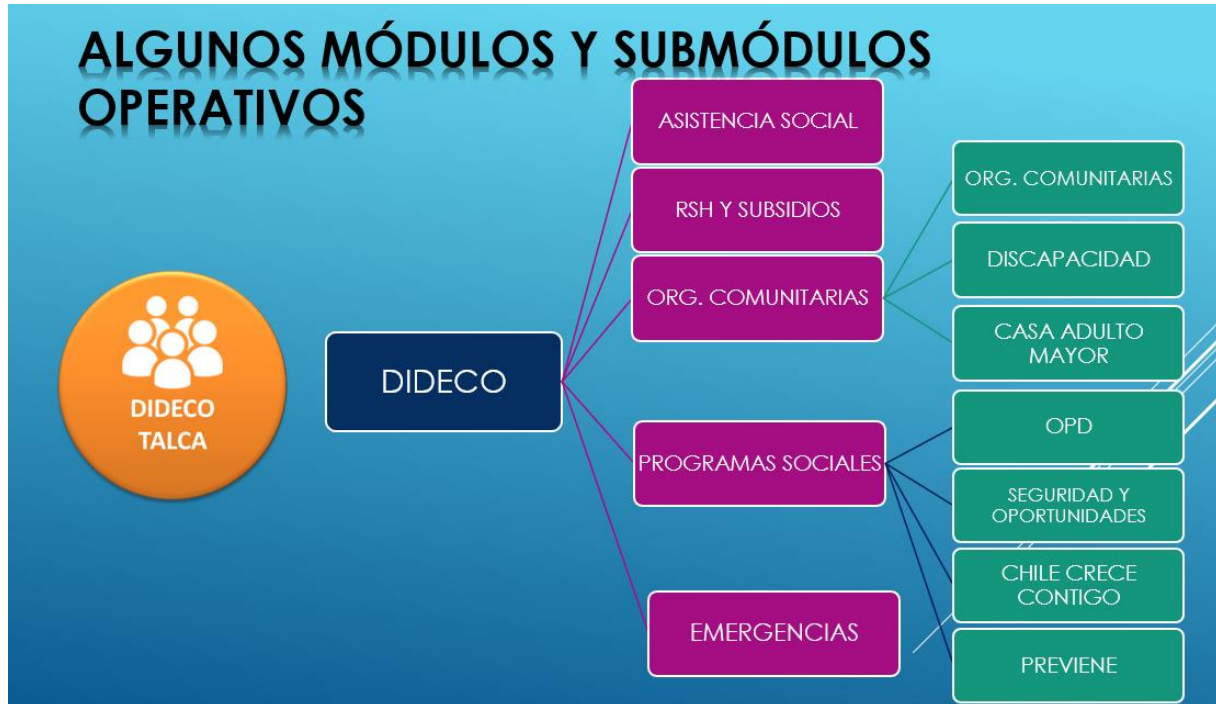 ALGUNOS MÓDULOS Y SUBMÓDULOS
OPERATIVOS
DIDECO
TALCA
DIDECO
ASISTENCIA SOCIAL
RSH Y SUBSIDIOS
ORG. COMUNITARIAS
PROGRAMAS SOCIALES
EMERGENCIAS
ORG. COMUNITARIAS
DISCAPACIDAD
CASA ADULTO
MAYOR
OPD
SEGURIDAD Y
OPORTUNIDADES
CHILE CRECE
CONTIGO
PREVIENE